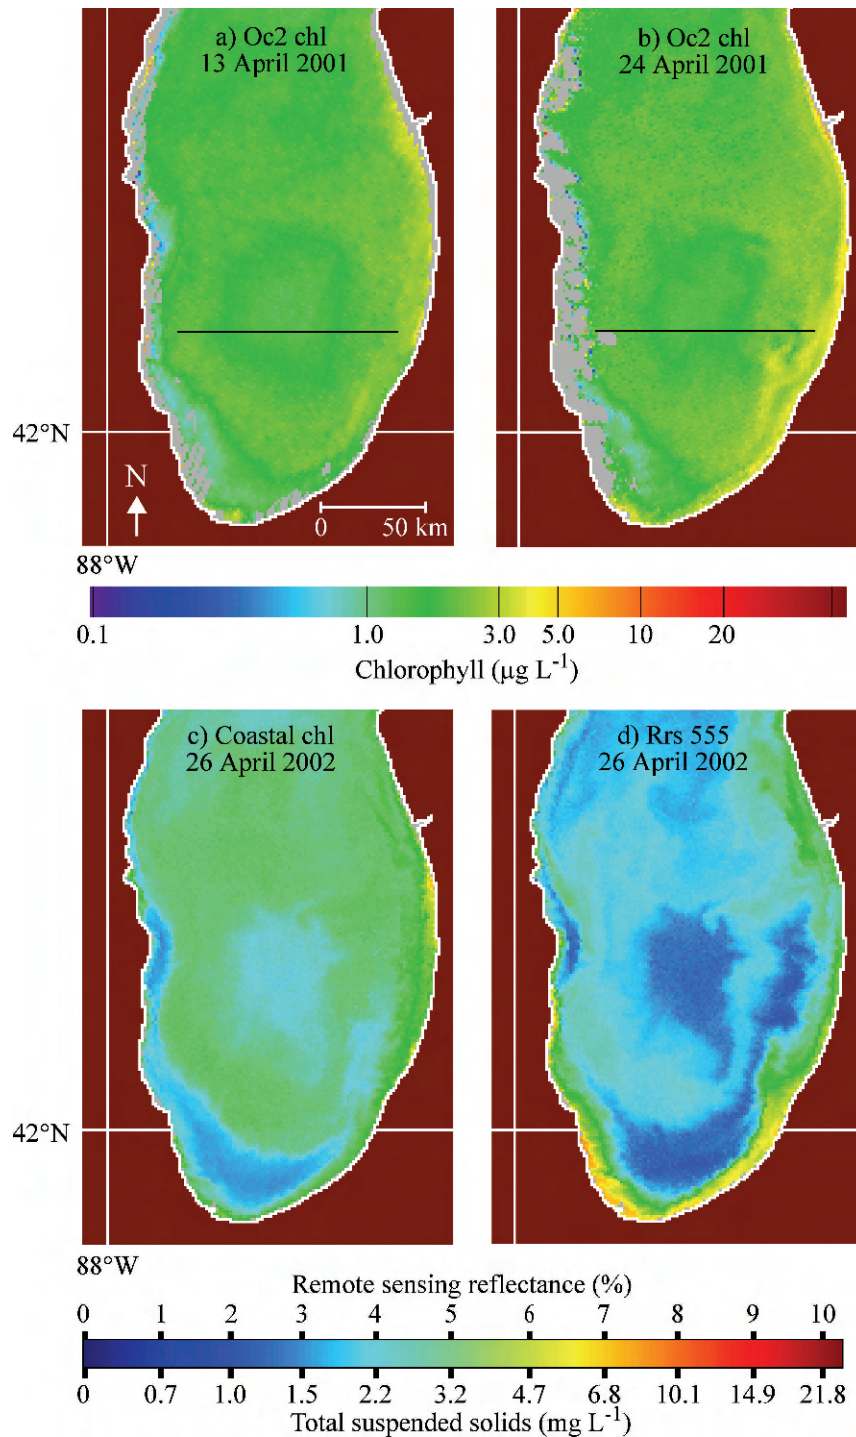 a) Oc2 chl
13 April 2001
b) Oc2 chl
24 April 2001
42°N
N
0 50 km
88°W
0.1 1.0 3.0 5.0 10 20
Chlorophyll (µg L⁻¹)
c) Coastal chl
26 April 2002
d) Rrs 555
26 April 2002
42°N
88°W
Remote sensing reflectance (%)
0 1 2 3 4 5 6 7 8 9 10
0 0.7 1.0 1.5 2.2 3.2 4.7 6.8 10.1 14.9 21.8
Total suspended solids (mg L⁻¹)